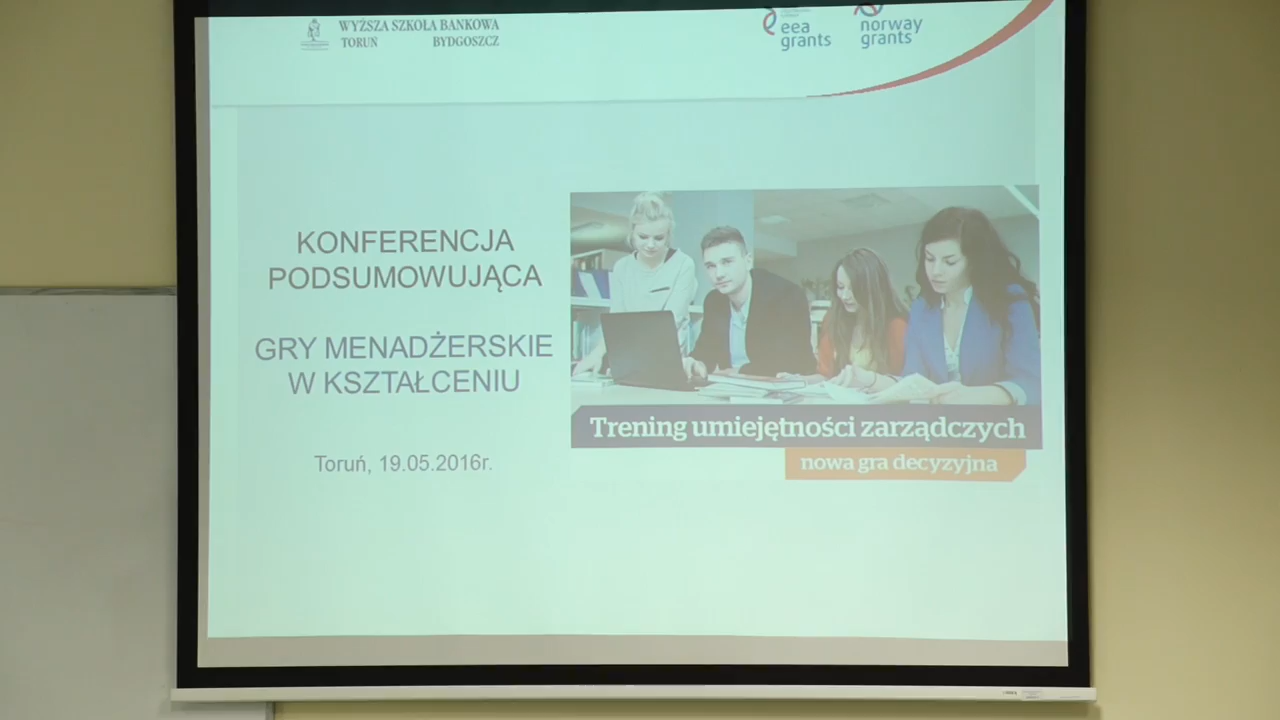 WYŻSZA SZKOŁA BANKOWA
TORUŃ BYDGOSZCZ
eea
grants
norway
grants
KONFERENCJA
PODSUMOWUJĄCA
GRY MENADŻERSKIE
W KSZTAŁCENIU
Toruń, 19.05.2016r.
Trening umiejętności zarządczych
nowa gra decyzyjna